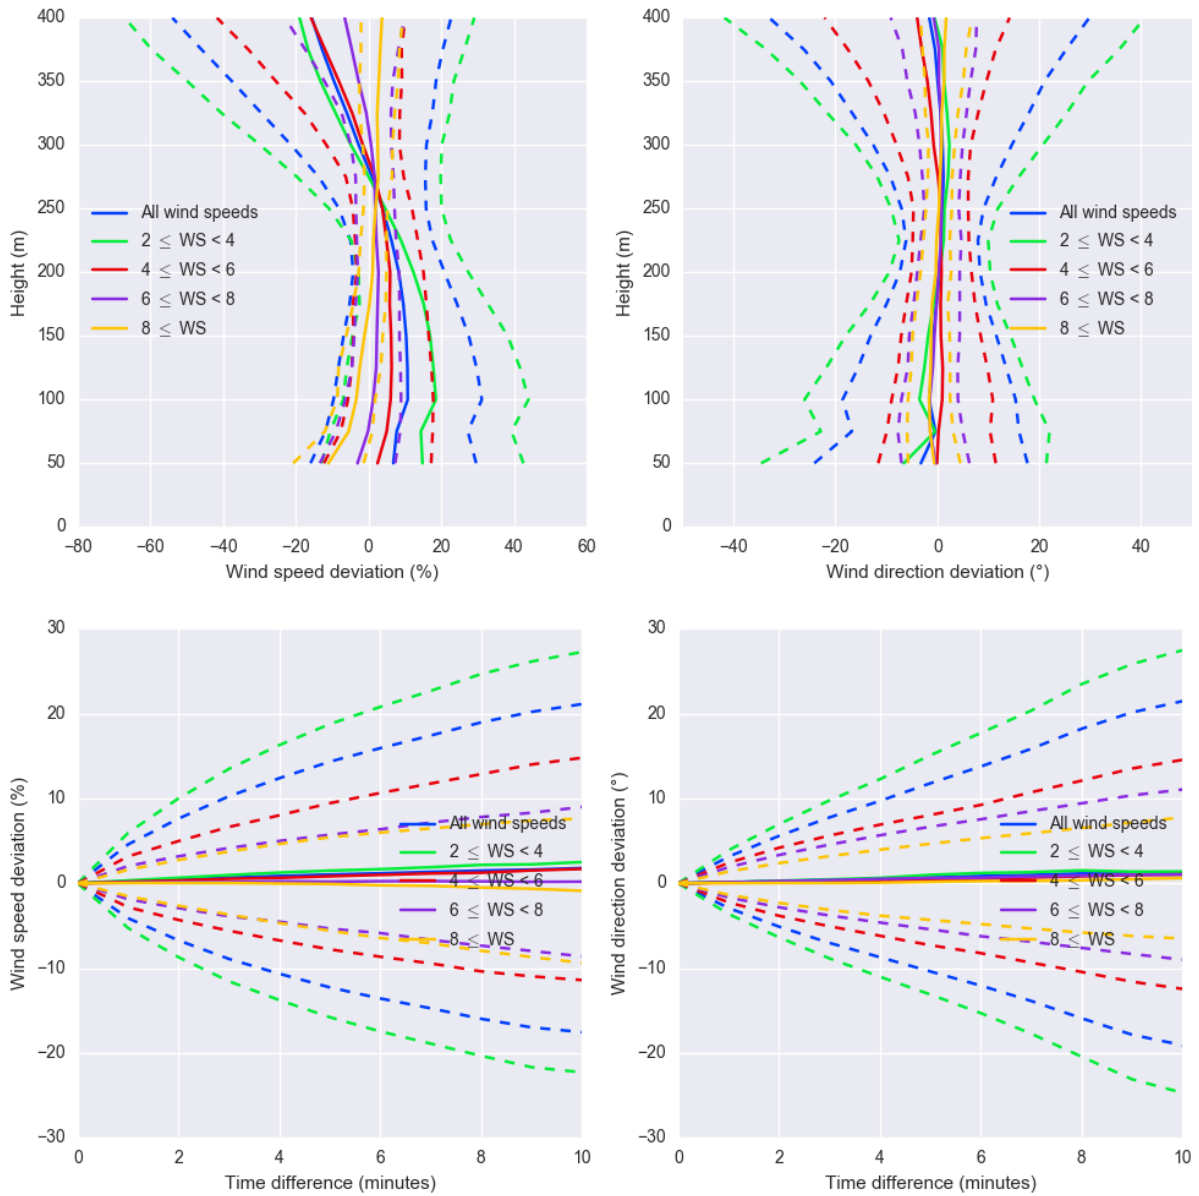 400
350
300
250
200
150
100
50
0
Height (m)
All wind speeds
2 ≤ WS < 4
4 ≤ WS < 6
6 ≤ WS < 8
8 ≤ WS
−80 −60 −40 −20 0 20 40 60
Wind speed deviation (%)
400
350
300
250
200
150
100
50
0
Height (m)
All wind speeds
2 ≤ WS < 4
4 ≤ WS < 6
6 ≤ WS < 8
8 ≤ WS
−40 −20 0 20 40
Wind direction deviation (°)
30
20
10
0
−10
−20
−30
Wind speed deviation (%)
All wind speeds
2 ≤ WS < 4
4 ≤ WS < 6
6 ≤ WS < 8
8 ≤ WS
0 2 4 6 8 10
Time difference (minutes)
30
20
10
0
−10
−20
−30
Wind direction deviation (°)
All wind speeds
2 ≤ WS < 4
4 ≤ WS < 6
6 ≤ WS < 8
8 ≤ WS
0 2 4 6 8 10
Time difference (minutes)